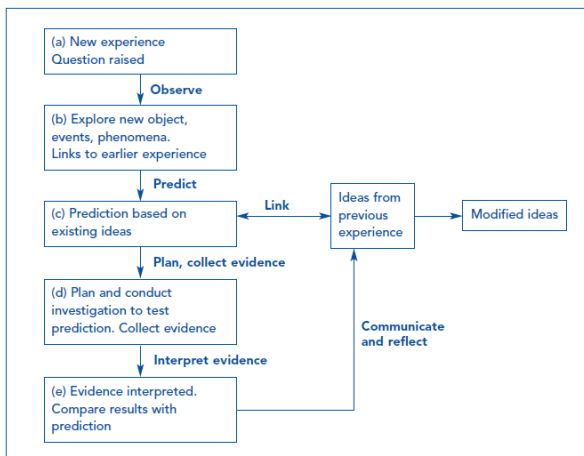 (a) New experience
Question raised
Observe
(b) Explore new object,
events, phenomena.
Links to earlier experience
Predict
(c) Prediction based on
existing ideas
Link
Ideas from
previous
experience
Modified ideas
Plan, collect evidence
(d) Plan and conduct
investigation to test
prediction. Collect evidence
Communicate
and reflect
Interpret evidence
(e) Evidence interpreted.
Compare results with
prediction